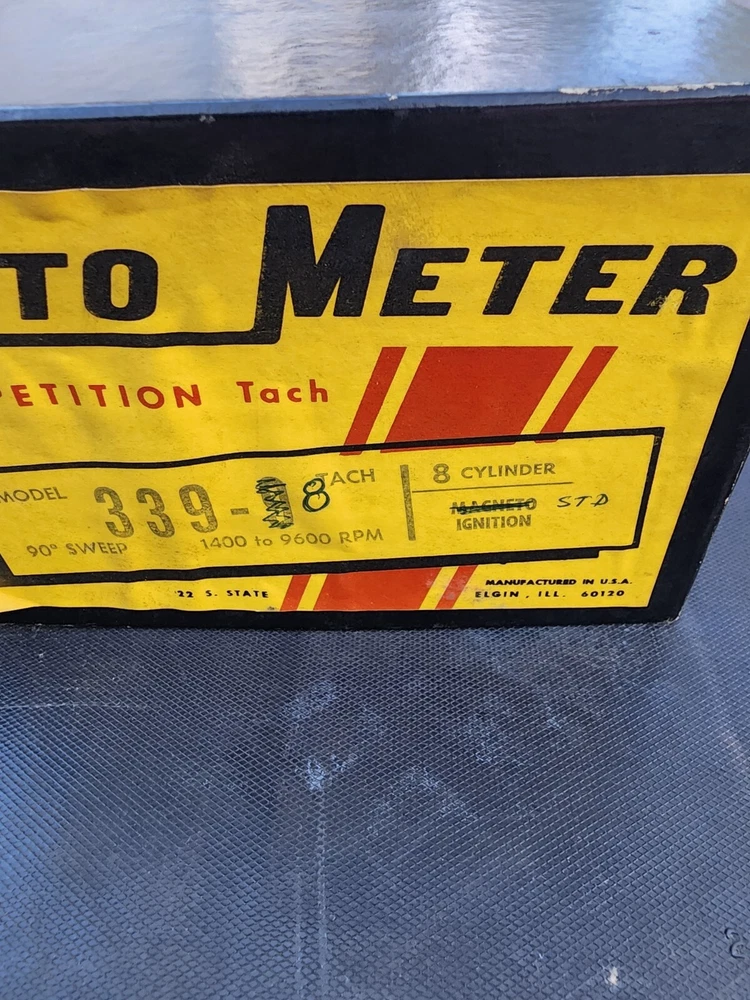 TO METER
PETITION Tach
MODEL 339-8 TACH
90° SWEEP 1400 to 9600 RPM
8 CYLINDER
MAGNETO STD
IGNITION
22 S. STATE
MANUFACTURED IN U.S.A.
ELGIN, ILL. 60120